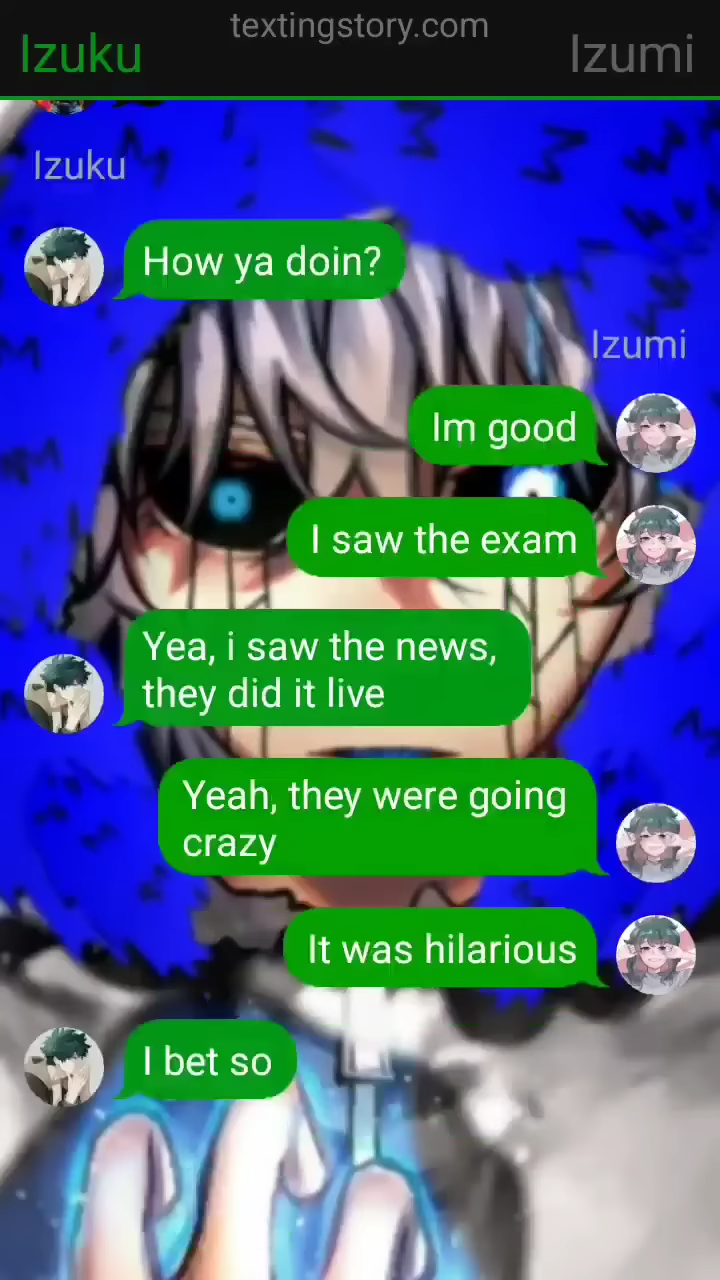 textingstory.com
Izuku
Izumi
Izuku
How ya doin?
Izumi
Im good
I saw the exam
Yea, i saw the news,
they did it live
Yeah, they were going
crazy
It was hilarious
I bet so